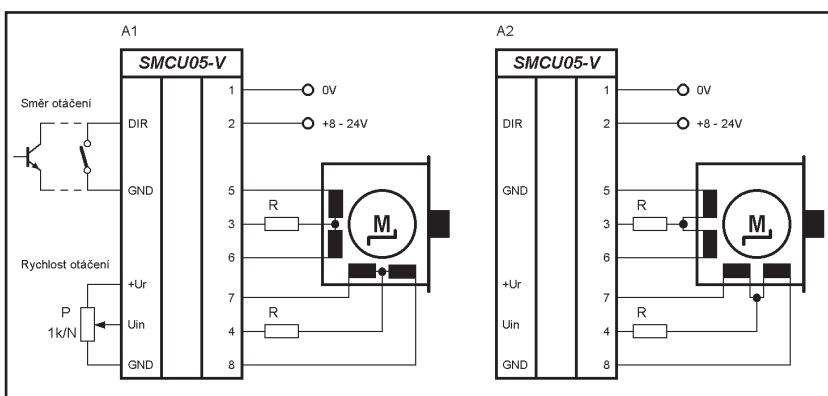 A1
SMCU05-V
Směr otáčení
DIR
GND
Rychlost otáčení
+Ur
P
1k/N
Uin
GND
1
0V
2
+8 - 24V
5
3
R
6
7
4
R
8
M
A2
SMCU05-V
DIR
GND
+Ur
Uin
GND
1
0V
2
+8 - 24V
5
3
R
6
7
4
R
8
M